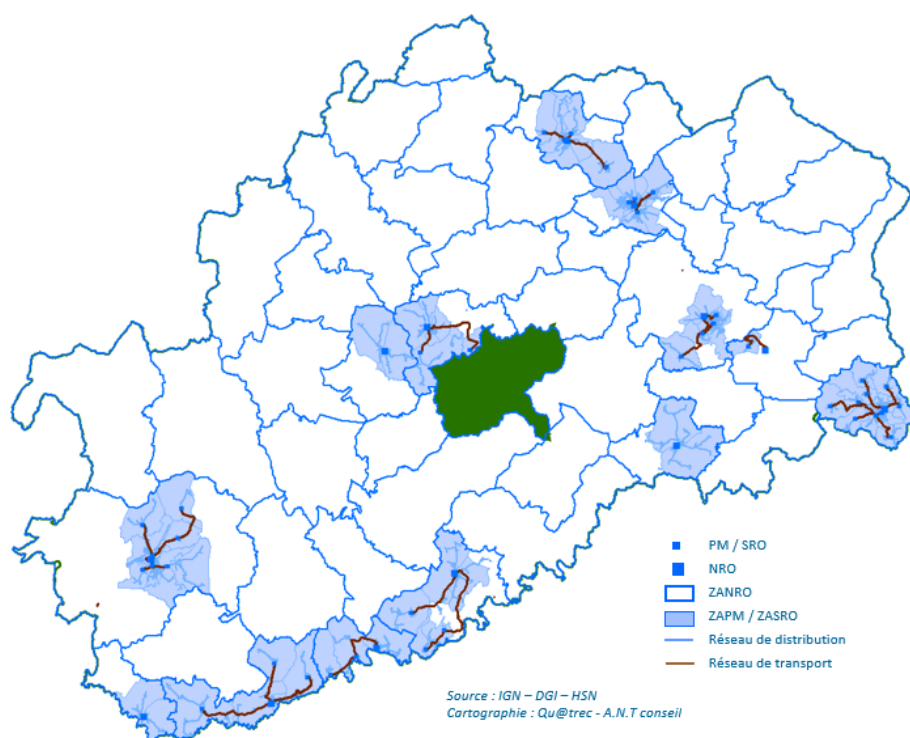 PM / SRO
NRO
ZANRO
ZAPM / ZASRO
Réseau de distribution
Réseau de transport
Source : IGN – DGI – HSN
Cartographie : Qu@trec - A.N.T conseil